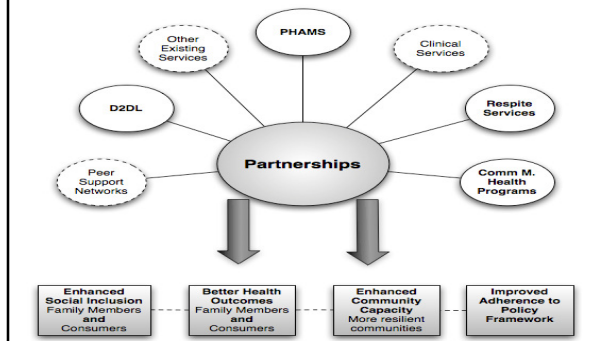 PHAMS
Other
Existing
Services
Clinical
Services
D2DL
Respite
Services
Partnerships
Peer
Support
Networks
Comm M.
Health
Programs
Enhanced
Social Inclusion
Family Members
and
Consumers
Better Health
Outcomes
Family Members
and
Consumers
Enhanced
Community
Capacity
More resilient
communities
Improved
Adherence to
Policy
Framework